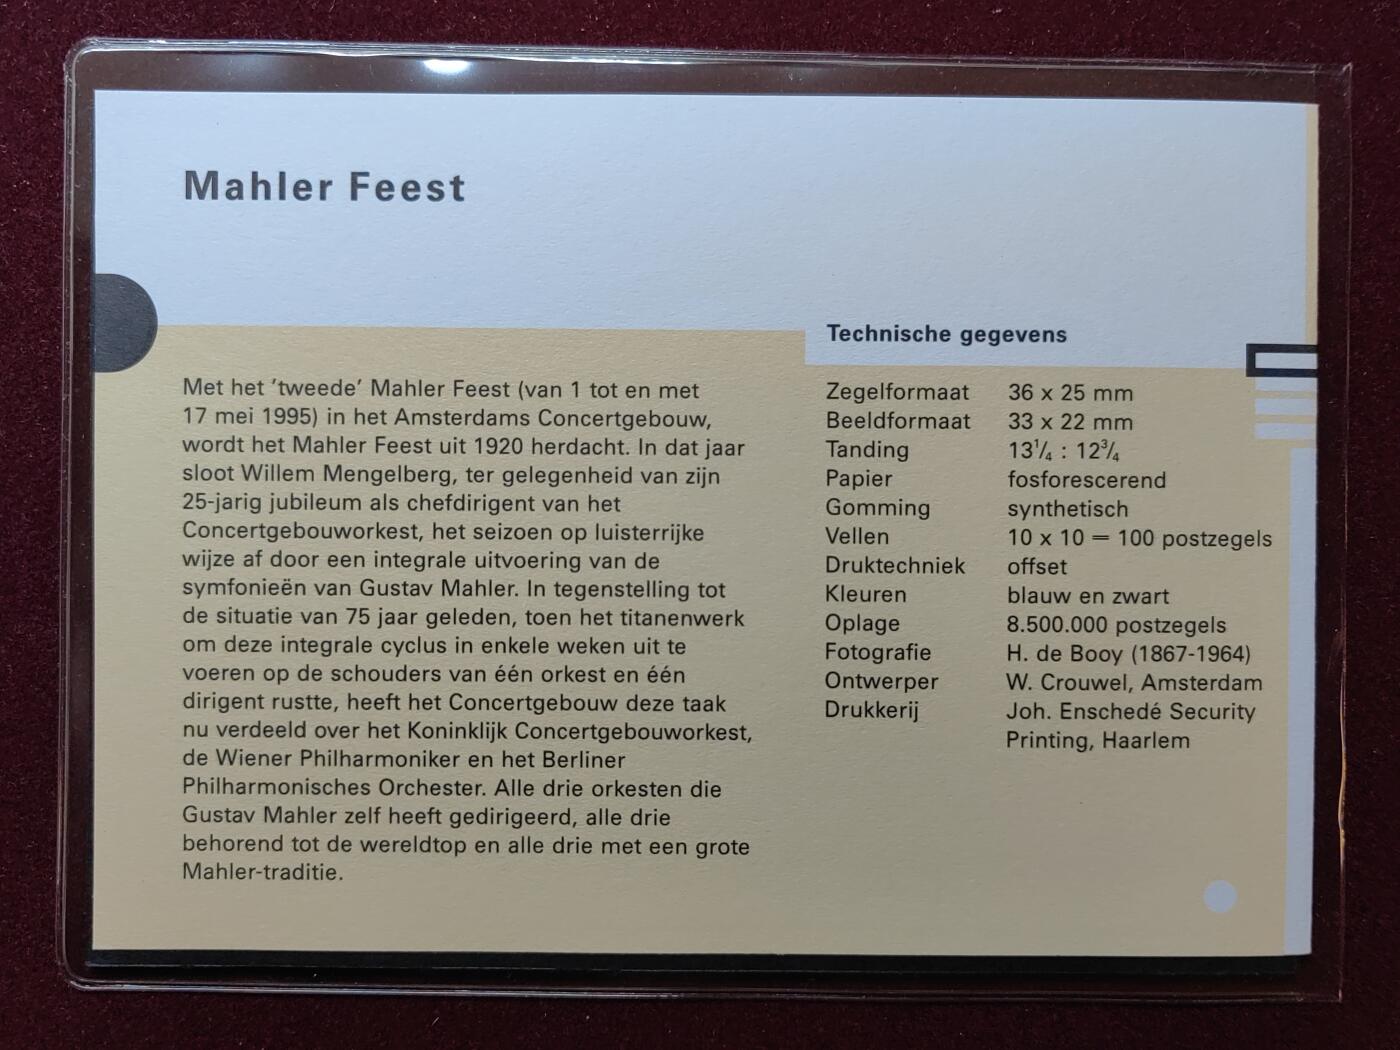 Mahler Feest
Met het 'tweede' Mahler Feest (van 1 tot en met
17 mei 1995) in het Amsterdams Concertgebouw,
wordt het Mahler Feest uit 1920 herdacht. In dat jaar
sloot Willem Mengelberg, ter gelegenheid van zijn
25-jarig jubileum als chefdirigent van het
Concertgebouworkest, het seizoen op luisterrijke
wijze af door een integrale uitvoering van de
symfonieën van Gustav Mahler. In tegenstelling tot
de situatie van 75 jaar geleden, toen het titanenwerk
om deze integrale cyclus in enkele weken uit te
voeren op de schouders van één orkest en één
dirigent rustte, heeft het Concertgebouw deze taak
nu verdeeld over het Koninklijk Concertgebouworkest,
de Wiener Philharmoniker en het Berliner
Philharmonisches Orchester. Alle drie orkesten die
Gustav Mahler zelf heeft gedirigeerd, alle drie
behorend tot de wereldtop en alle drie met een grote
Mahler-traditie.
Technische gegevens
Zegelformaat 36 x 25 mm
Beeldformaat 33 x 22 mm
Tanding 13¼ : 12¾
Papier fosforescerend
Gomming synthetisch
Vellen 10 x 10 = 100 postzegels
Druktechniek offset
Kleuren blauw en zwart
Oplage 8.500.000 postzegels
Fotografie H. de Booy (1867-1964)
Ontwerper W. Crouwel, Amsterdam
Drukkerij Joh. Enschedé Security
Printing, Haarlem